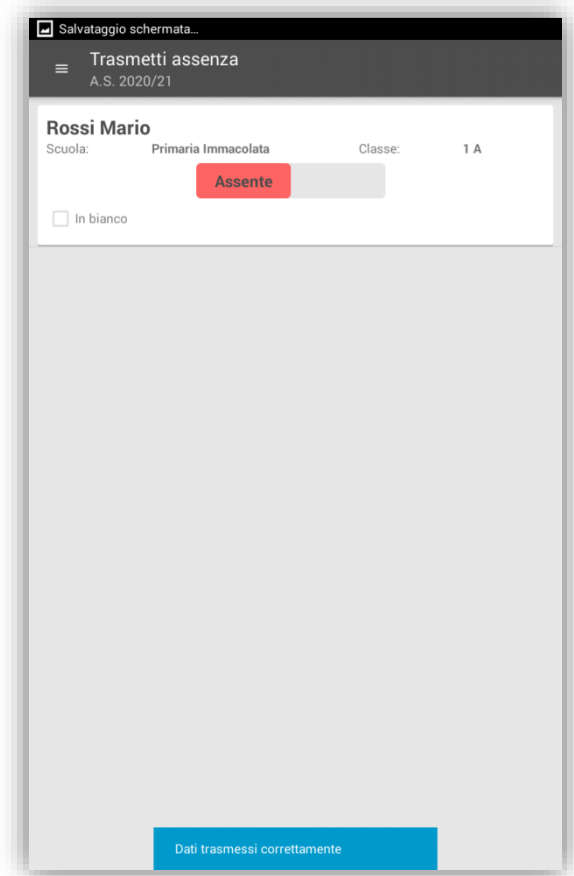 Salvataggio schermata...
Trasmetti assenza
A.S. 2020/21
Rossi Mario
Scuola: Primaria Immacolata Classe: 1 A
Assente
In bianco
Dati trasmessi correttamente